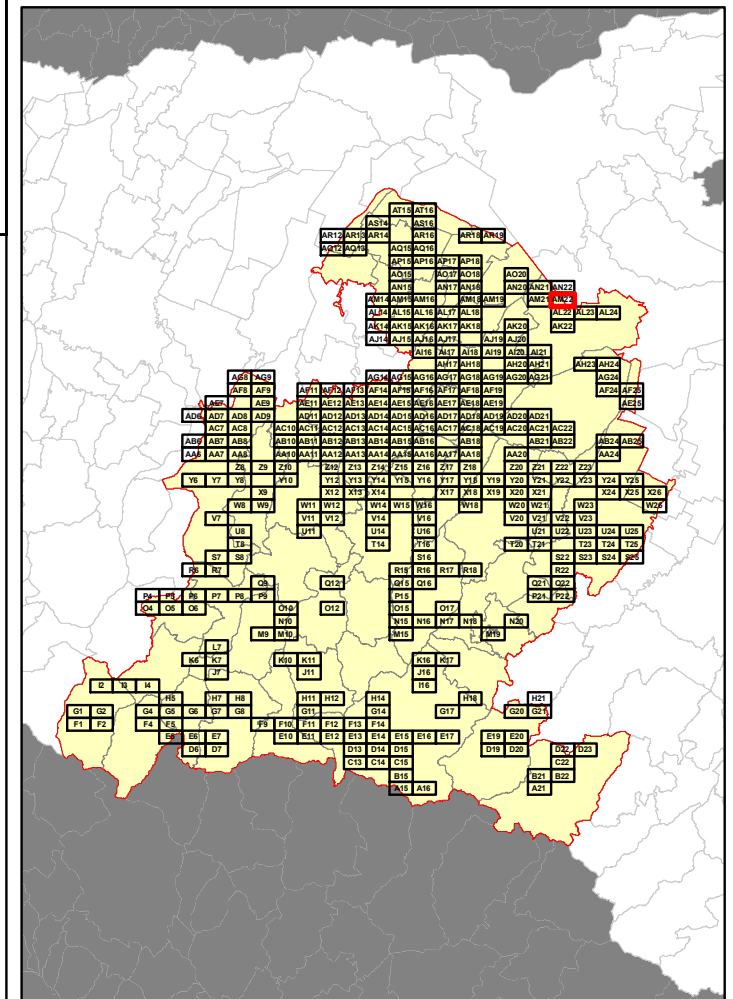 AT15 AT16
AS14 AS16
AR12 AR13 AR14 AR16 AR18 AR19
AQ12 AQ13 AQ15 AQ16
AP15 AP16 AP17 AP18
AO15 AO17 AO18 AO20
AN15 AN17 AN18 AN20 AN21 AN22
AM14 AM15 AM16 AM18 AM19 AM21 AM22
AL14 AL15 AL16 AL17 AL18 AL22 AL23 AL24
AK14 AK15 AK16 AK17 AK18 AK20 AK22
AJ14 AJ15 AJ16 AJ17 AJ19 AJ20
AI16 AI17 AI18 AI19 AI20 AI21
AH17 AH18 AH20 AH21 AH23 AH24
AG8 AG9 AG14 AG15 AG16 AG17 AG18 AG19 AG20 AG21 AG24
AF8 AF9 AF11 AF12 AF13 AF14 AF15 AF16 AF17 AF18 AF19 AF24 AF25
AE7 AE9 AE11 AE12 AE13 AE14 AE15 AE16 AE17 AE18 AE19 AE25
AD6 AD7 AD8 AD9 AD11 AD12 AD13 AD14 AD15 AD16 AD17 AD18 AD19 AD20 AD21
AC7 AC8 AC10 AC11 AC12 AC13 AC14 AC15 AC16 AC17 AC18 AC19 AC20 AC21 AC22
AB6 AB7 AB8 AB10 AB11 AB12 AB13 AB14 AB15 AB16 AB18 AB21 AB22 AB24 AB25
AA6 AA7 AA8 AA10 AA11 AA12 AA13 AA14 AA15 AA16 AA17 AA18 AA20 AA24
Z8 Z9 Z10 Z12 Z13 Z14 Z15 Z16 Z17 Z18 Z20 Z21 Z22 Z23
Y6 Y7 Y8 Y10 Y12 Y13 Y14 Y15 Y16 Y17 Y18 Y19 Y20 Y21 Y22 Y23 Y24 Y25
X9 X12 X13 X14 X17 X18 X19 X20 X21 X24 X25 X26
W8 W9 W11 W12 W14 W15 W16 W18 W20 W21 W23 W26
V7 V11 V12 V14 V16 V20 V21 V22 V23
U8 U11 U14 U16 U21 U22 U23 U24 U25
T8 T14 T16 T20 T21 T23 T24 T25
S7 S8 S16 S22 S23 S24 S25
R6 R7 R15 R16 R17 R18 R22
Q9 Q12 Q15 Q16 Q21 Q22
P4 P5 P6 P7 P8 P9 P15 P21 P22
O4 O5 O6 O10 O12 O15 O17
N10 N15 N16 N17 N18 N20
M9 M10 M15 M19
L7
K6 K7 K10 K11 K16 K17
J7 J11 J16
I2 I3 I4 I16
H5 H7 H8 H11 H12 H14 H18 H21
G1 G2 G4 G5 G6 G7 G8 G11 G14 G17 G20 G21
F1 F2 F4 F5 F9 F10 F11 F12 F13 F14
E5 E6 E7 E10 E11 E12 E13 E14 E15 E16 E17 E19 E20
D6 D7 D13 D14 D15 D19 D20 D22 D23
C13 C14 C15 C22
B15 B21 B22
A15 A16 A21